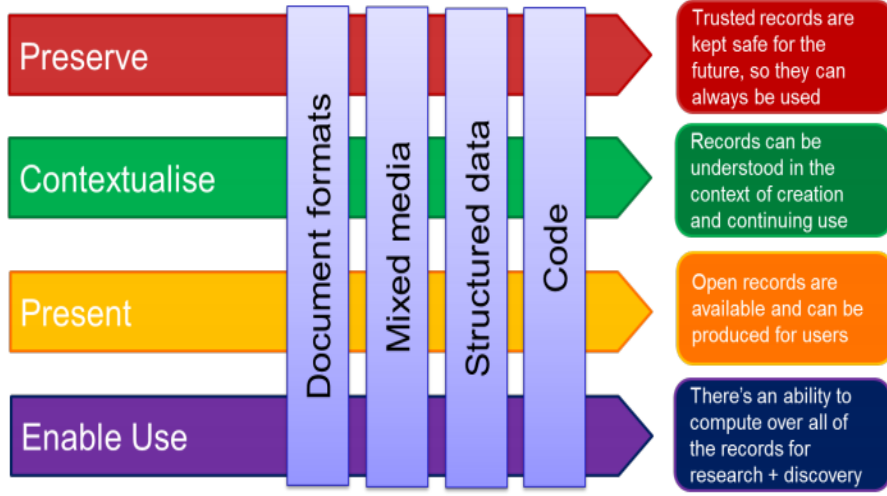 Preserve
Trusted records are
kept safe for the
future, so they can
always be used
Contextualise
Records can be
understood in the
context of creation
and continuing use
Present
Open records are
available and can be
produced for users
Enable Use
There's an ability to
compute over all of
the records for
research + discovery
Document formats
Mixed media
Structured data
Code